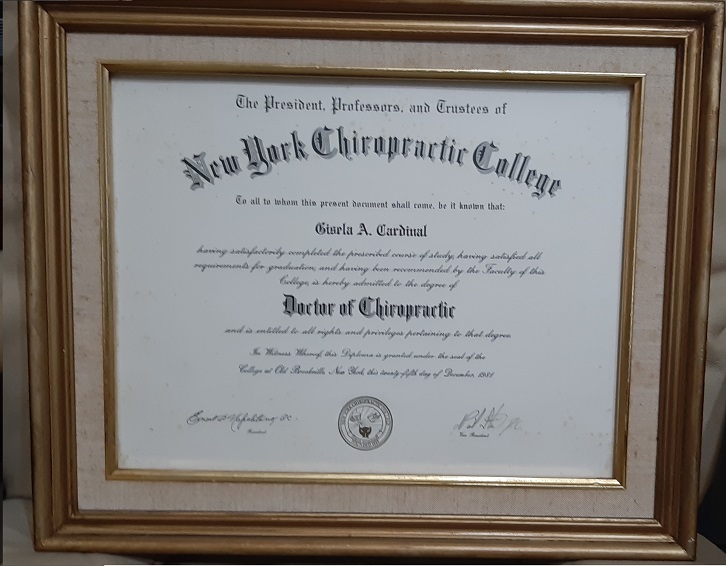 The President, Professors, and Trustees of
New York Chiropractic College
To all to whom this present document shall come, be it known that:
Gisela A. Cardinal
having satisfactorily completed the prescribed course of study, having satisfied all
requirements for graduation, and having been recommended by the Faculty of this
College, is hereby admitted to the degree of
Doctor of Chiropractic
and is entitled to all rights and privileges pertaining to that degree.
In Witness Whereof, this Diploma is granted under the seal of the
College at Old Brookville, New York, this twenty-fifth day of December, 1981
President
Vice President